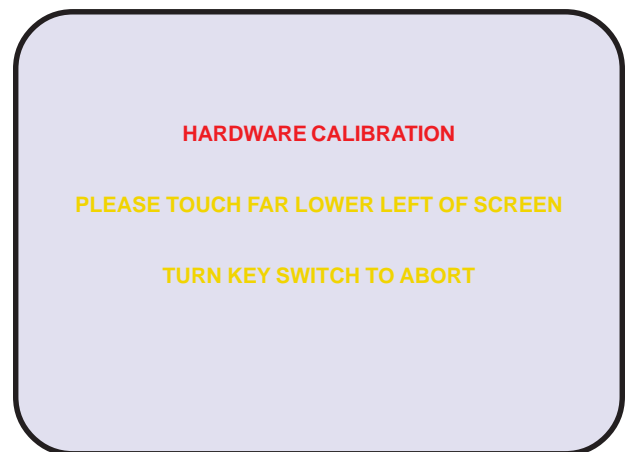 HARDWARE CALIBRATION
PLEASE TOUCH FAR LOWER LEFT OF SCREEN
TURN KEY SWITCH TO ABORT